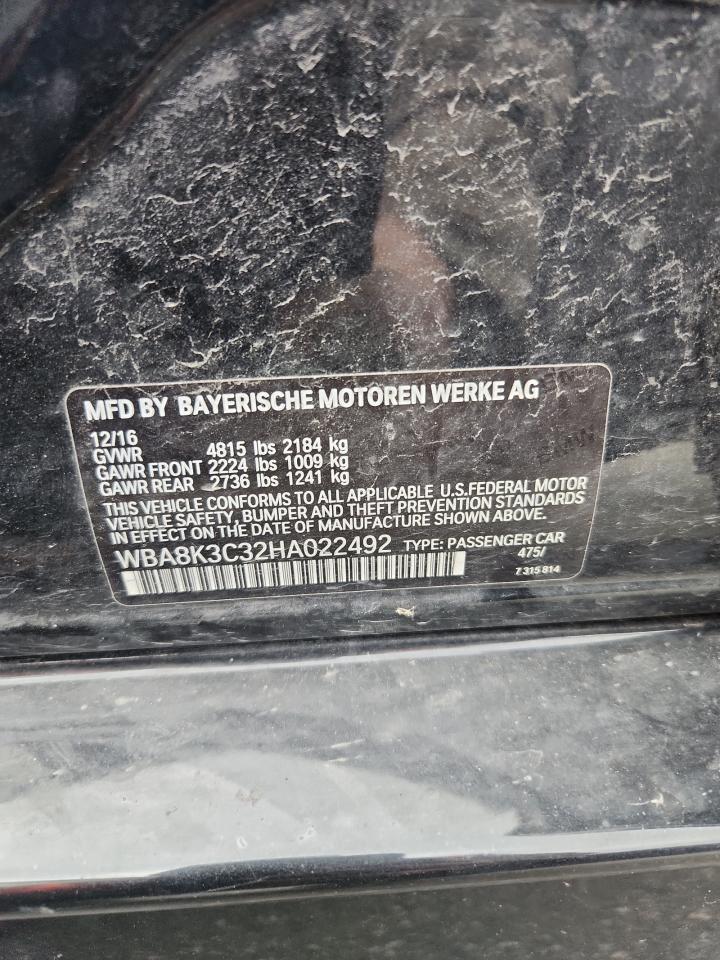 MFD BY BAYERISCHE MOTOREN WERKE AG
12/16
GVWR 4815 lbs 2184 kg
GAWR FRONT 2224 lbs 1009 kg
GAWR REAR 2736 lbs 1241 kg
THIS VEHICLE CONFORMS TO ALL APPLICABLE U.S.FEDERAL MOTOR
VEHICLE SAFETY, BUMPER AND THEFT PREVENTION STANDARDS
IN EFFECT ON THE DATE OF MANUFACTURE SHOWN ABOVE.
WBA8K3C32HA022492 TYPE: PASSENGER CAR
475/
7 315 814